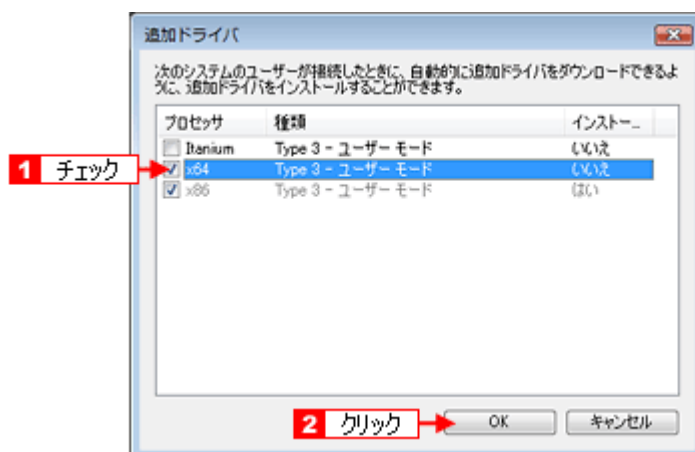 追加ドライバ
次のシステムのユーザーが接続したときに、自動的に追加ドライバをダウンロードできるよ
うに、追加ドライバをインストールすることができます。
プロセッサ 種類 インストー...
Itanium Type 3 - ユーザー モード いいえ
1 チェック x64 Type 3 - ユーザー モード いいえ
x86 Type 3 - ユーザー モード はい
2 クリック OK キャンセル